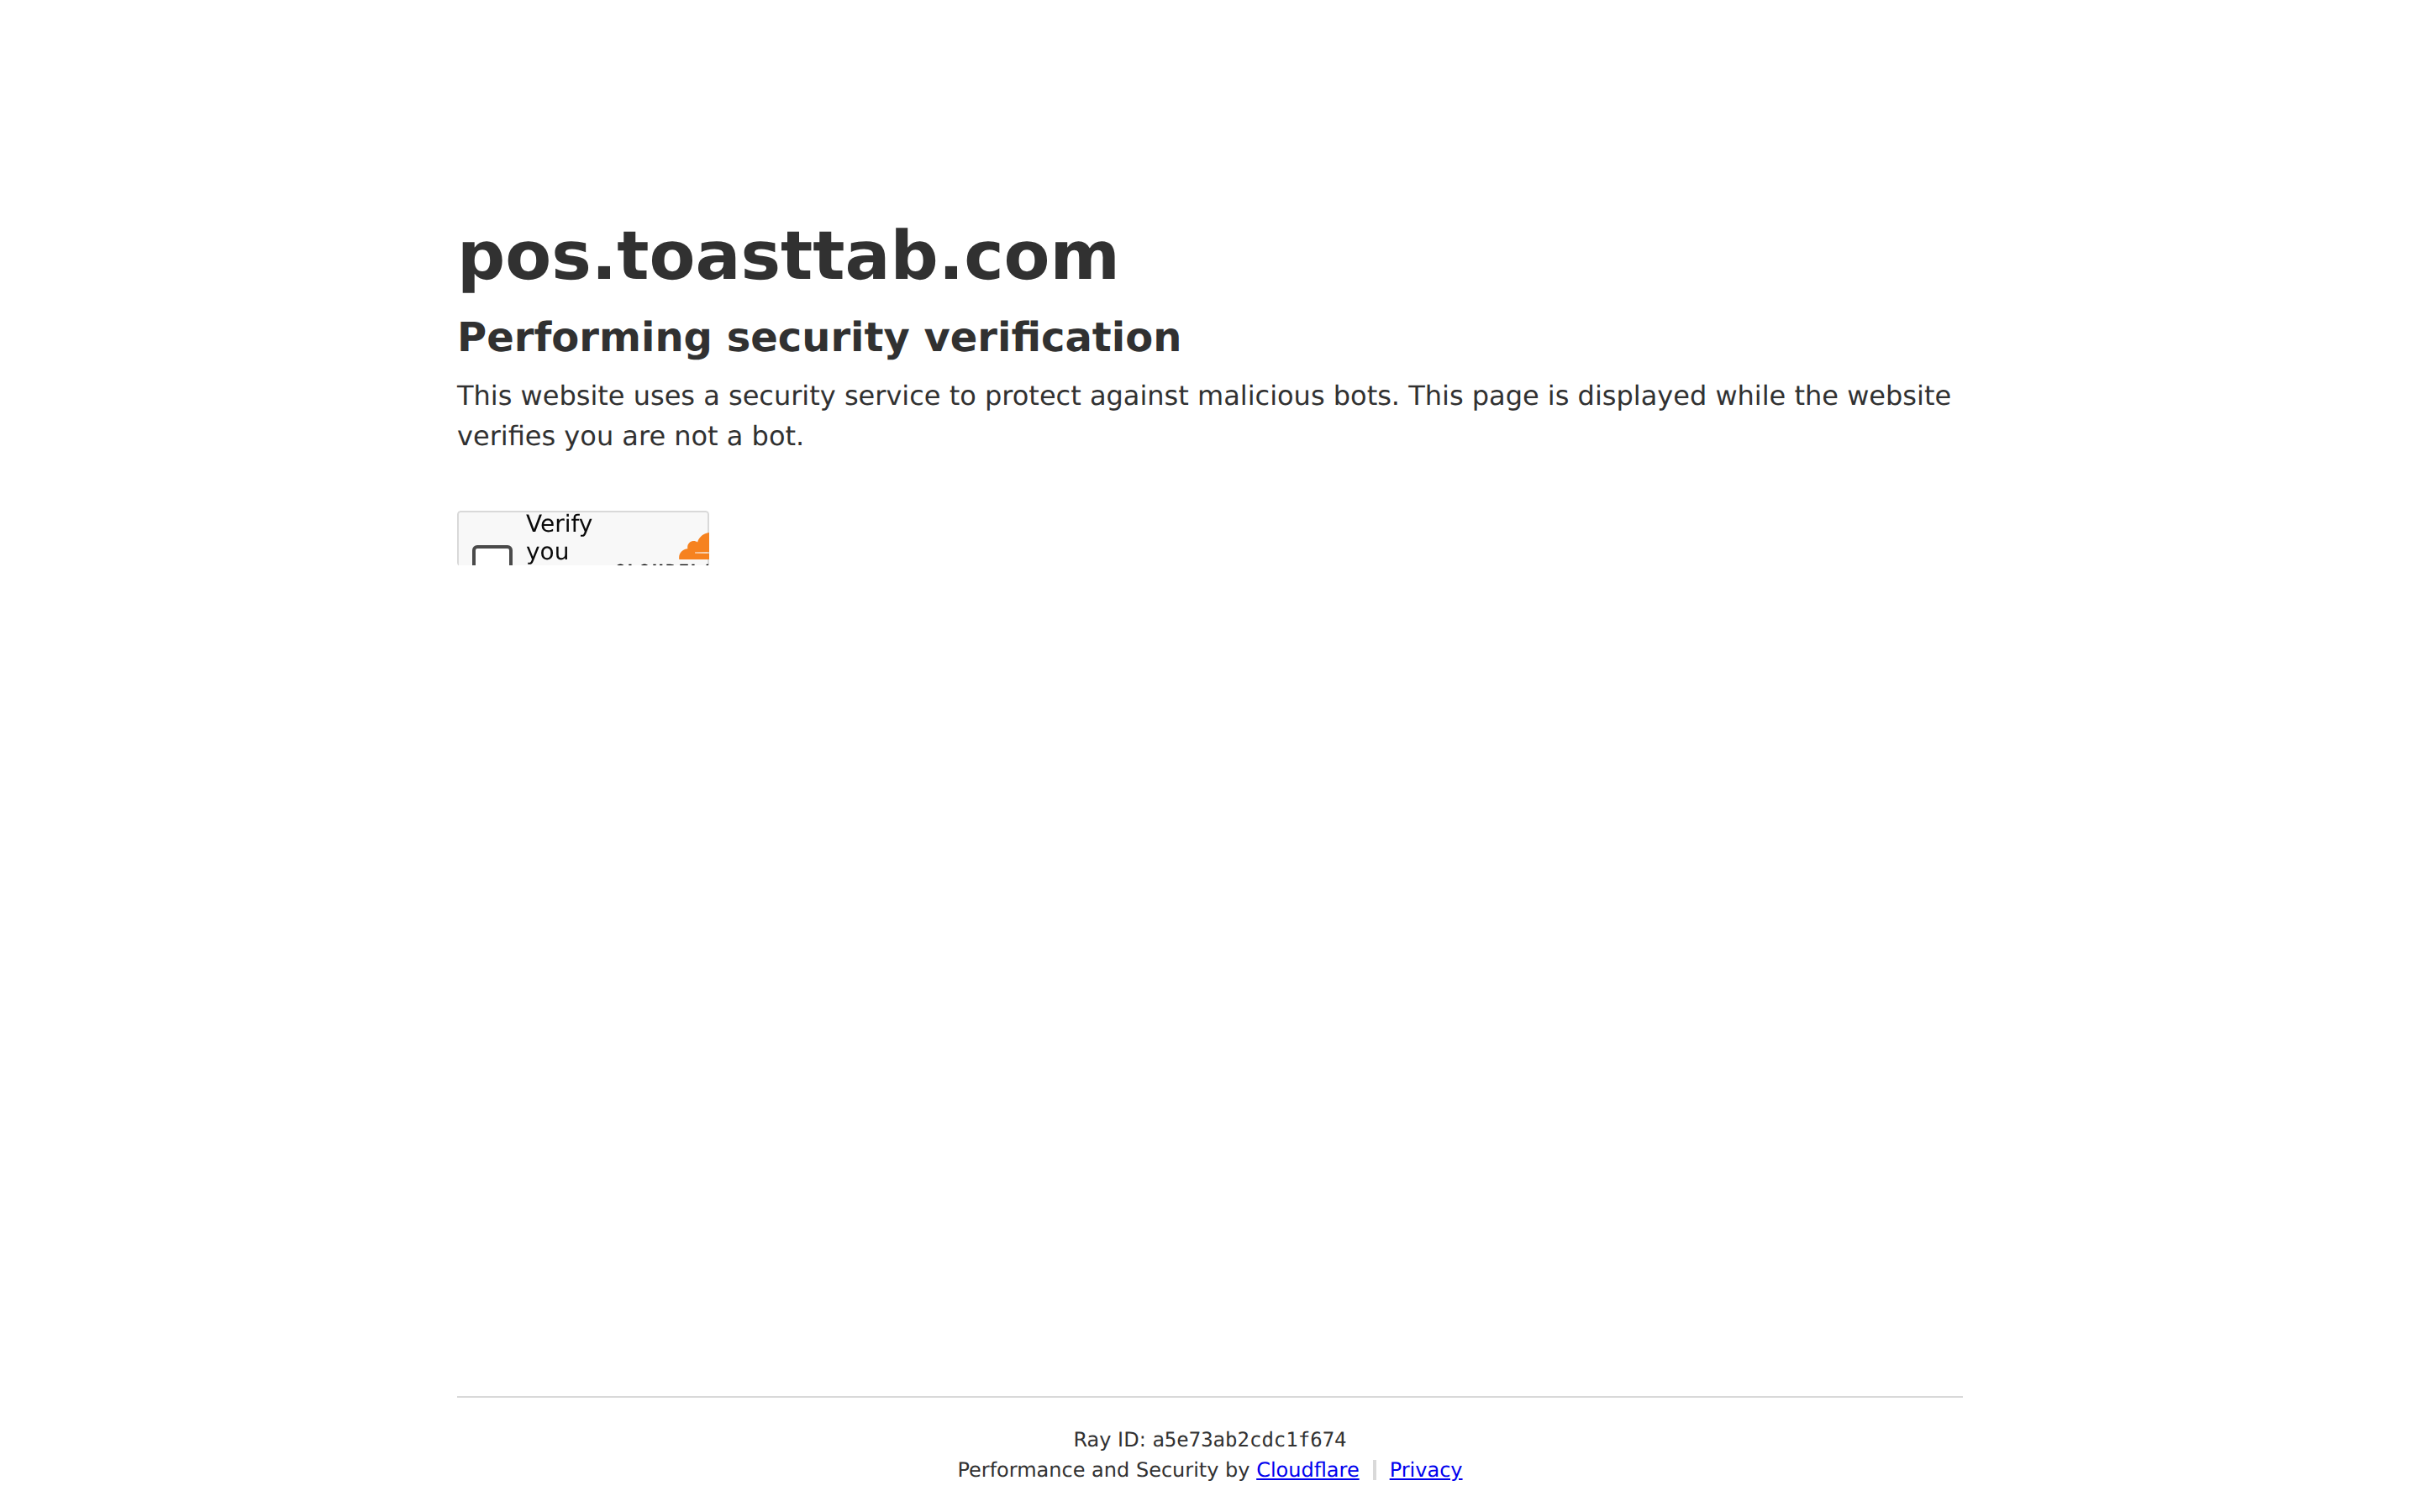 pos.toasttab.com
Performing security verification
This website uses a security service to protect against malicious bots. This page is displayed while the website
verifies you are not a bot.
Verify
you
Ray ID: a5e73ab2cdc1f674
Performance and Security by Cloudflare | Privacy